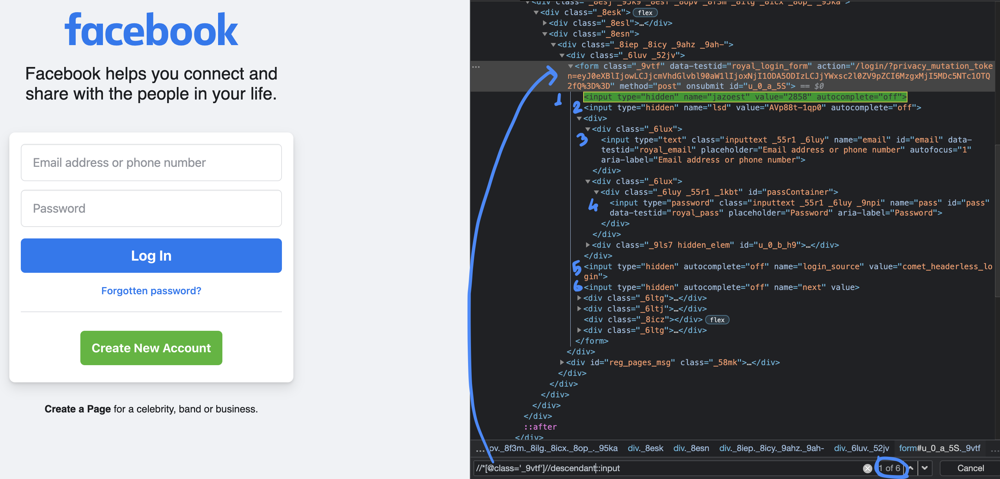 facebook
Facebook helps you connect and
share with the people in your life.
Email address or phone number
Password
Log In
Forgotten password?
Create New Account
Create a Page for a celebrity, band or business.
<div class="_8esj _95k9 _8esf _8opv _8f3m _8ilg _8icx _8op_ _95ka">
<div class="_8esk"> flex
<div class="_8esl">…</div>
<div class="_8esn">
<div class="_8iep _8icy _9ahz _9ah-">
<div class="_6luv _52jv">
… <form class="_9vtf" data-testid="royal_login_form" action="/login/?privacy_mutation_toke
n=eyJ0eXBlIjowLCJjcmVhdGlvbl90aW1lIjoxNjI1ODA5ODIzLCJjYWxsc2l0ZV9pZCI6MzgxMjI5MDc5NTc1OTQ
2fQ%3D%3D" method="post" onsubmit id="u_0_a_5S"> == $0
1 <input type="hidden" name="jazoest" value="2858" autocomplete="off">
2 <input type="hidden" name="lsd" value="AVp88t-1qp0" autocomplete="off">
<div>
<div class="_6lux">
3 <input type="text" class="inputtext _55r1 _6luy" name="email" id="email" data-
testid="royal_email" placeholder="Email address or phone number" autofocus="1"
aria-label="Email address or phone number">
</div>
<div class="_6lux">
<div class="_6luy _55r1 _1kbt" id="passContainer">
4 <input type="password" class="inputtext _55r1 _6luy _9npi" name="pass" id="pass"
data-testid="royal_pass" placeholder="Password" aria-label="Password">
</div>
</div>
<div class="_9ls7 hidden_elem" id="u_0_b_h9">…</div>
</div>
5 <input type="hidden" autocomplete="off" name="login_source" value="comet_headerless_lo
gin">
6 <input type="hidden" autocomplete="off" name="next" value>
<div class="_6ltg">…</div>
<div class="_6ltj">…</div>
<div class="_8icz"></div> flex
<div class="_6ltg">…</div>
</form>
</div>
<div id="reg_pages_msg" class="_58mk">…</div>
</div>
</div>
</div>
</div>
</div>
::after
</div>
… pv._8f3m._8ilg._8icx._8op_._95ka div._8esk div._8esn div._8iep._8icy._9ahz._9ah- div._6luv._52jv form#u_0_a_5S._9vtf …
//*[@class='_9vtf']//descendant::input 1 of 6 Cancel